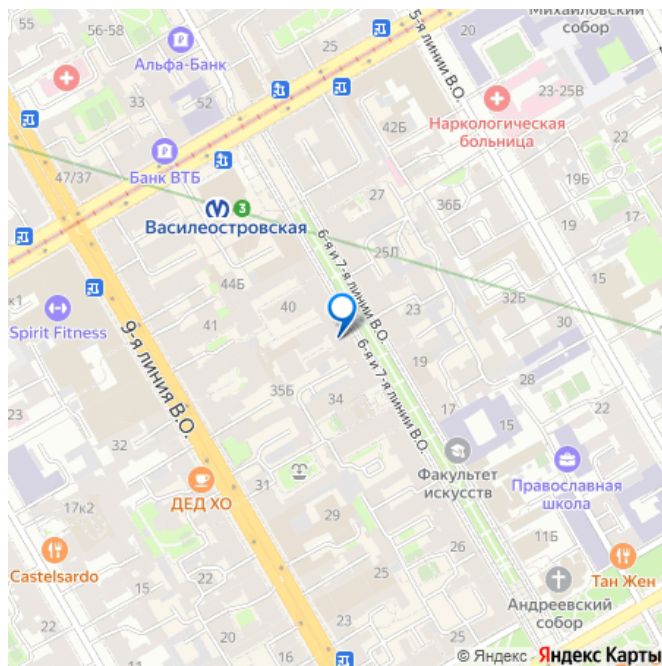 Михайловский
собор
55
56-58
Альфа-Банк
25
5-я линии В.О.
20
23-25В
Наркологическая
больница
33
52
42Б
22
Банк ВТБ
47/37
27
19Б
36Б
3
Василеостровская
19
6-я и 7-я линии В.О.
25Л
15
44Б
32Б
к1
40
23
30
Spirit Fitness
41
9-я линия В.О.
6-я и 7-я линии В.О.
19
28
35Б
34
17
22
23
32
15
Факультет
искусств
Православная
школа
31
ДЕД ХО
17к2
29
11Б
26
Castelsardo
15
22
25
Тан Жен
Андреевский
собор
12
20
23
22
16
© Яндекс Яндекс Карты